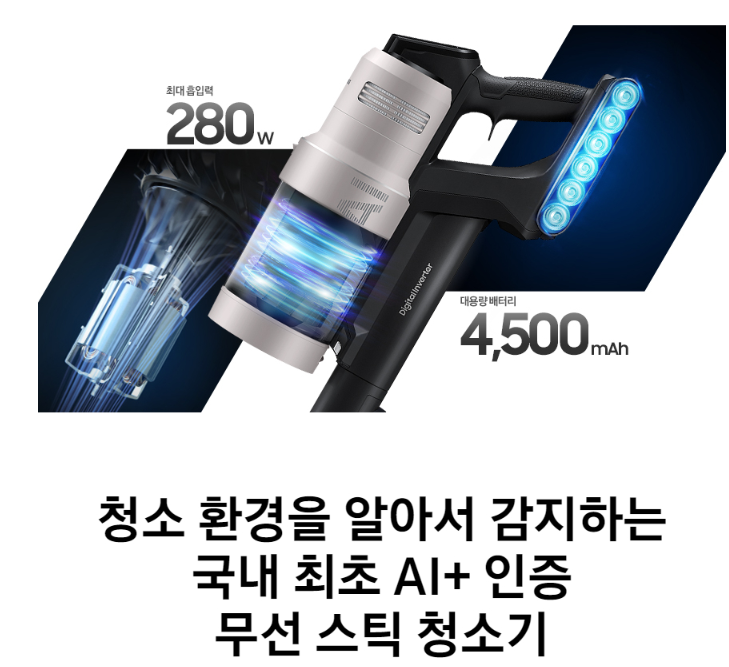 최대 흡입력
280w
DigitalInverter
대용량 배터리
4,500mAh
청소 환경을 알아서 감지하는
국내 최초 AI+ 인증
무선 스틱 청소기